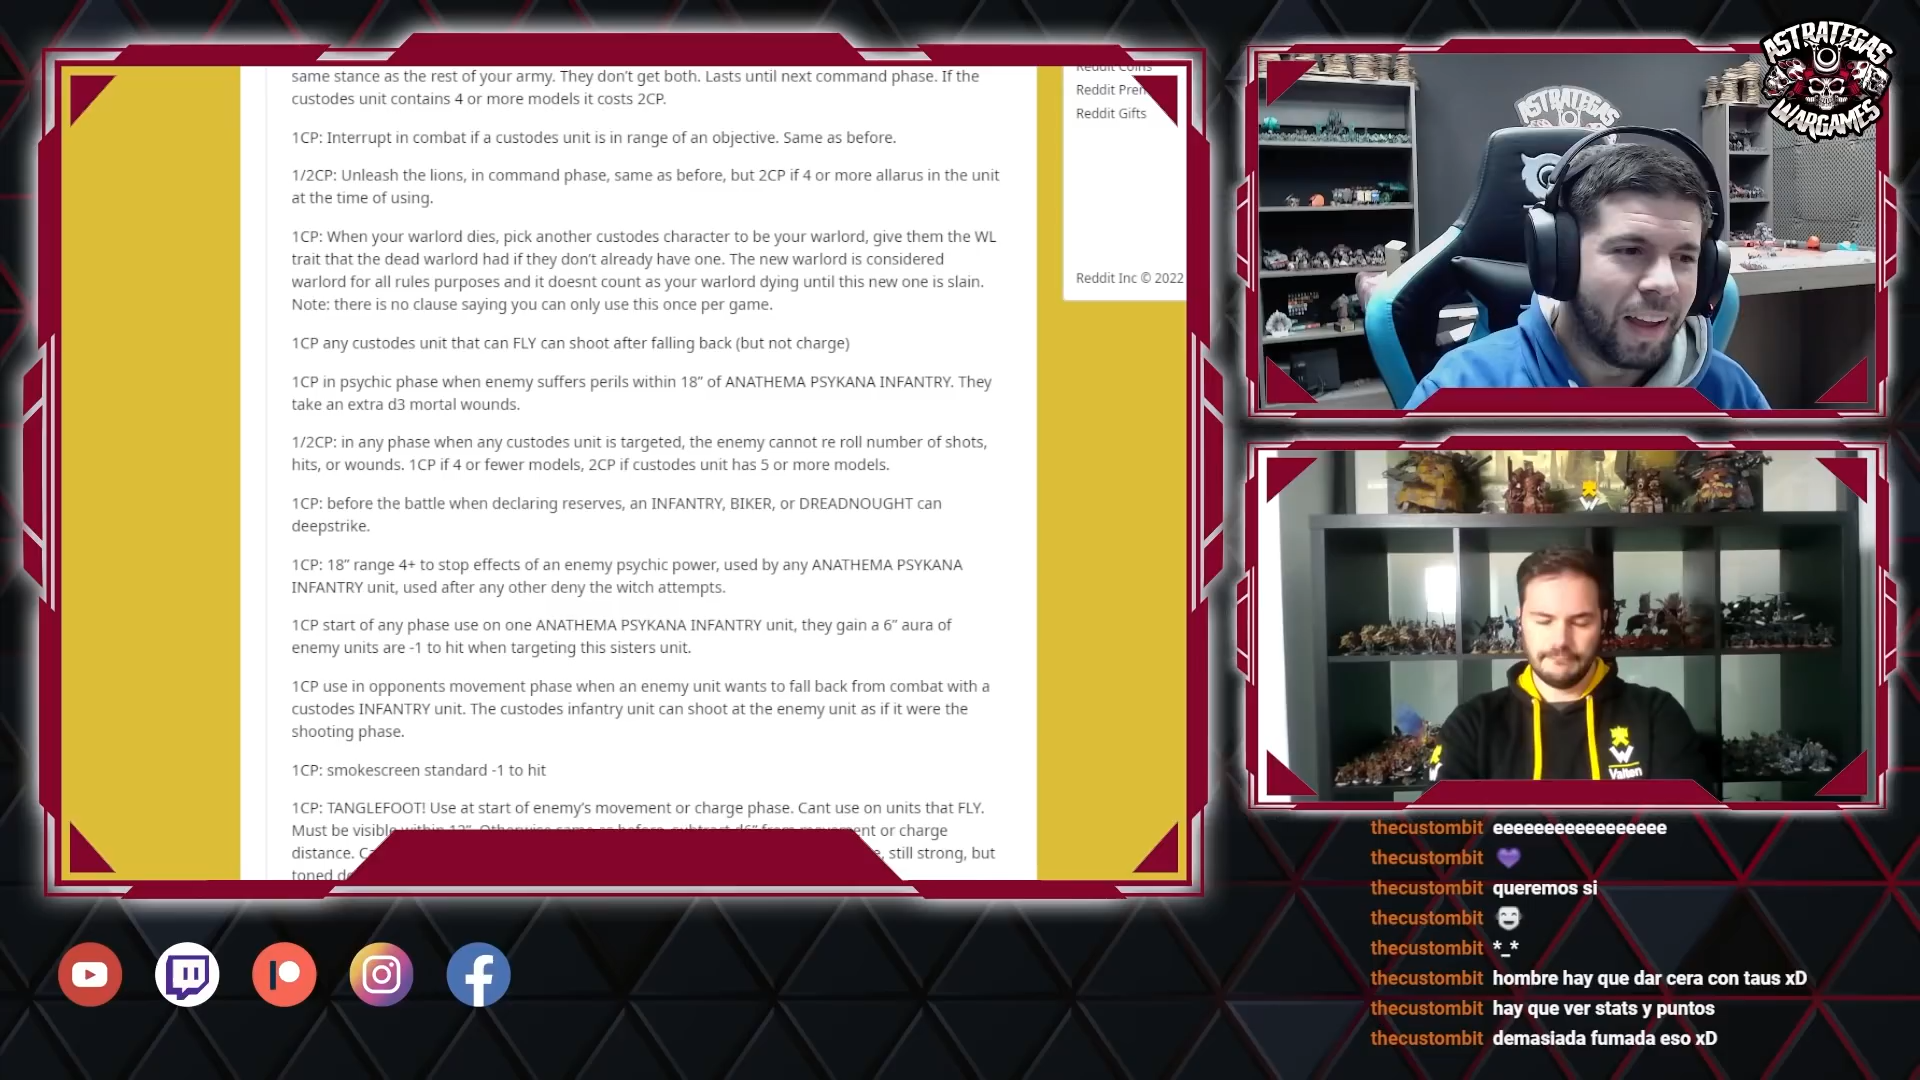 same stance as the rest of your army. They don't get both. Lasts until next command phase. If the
custodes unit contains 4 or more models it costs 2CP.
1CP: Interrupt in combat if a custodes unit is in range of an objective. Same as before.
1/2CP: Unleash the lions, in command phase, same as before, but 2CP if 4 or more allarus in the unit
at the time of using.
1CP: When your warlord dies, pick another custodes character to be your warlord, give them the WL
trait that the dead warlord had if they don't already have one. The new warlord is considered
warlord for all rules purposes and it doesnt count as your warlord dying until this new one is slain.
Note: there is no clause saying you can only use this once per game.
1CP any custodes unit that can FLY can shoot after falling back (but not charge)
1CP in psychic phase when enemy suffers perils within 18” of ANATHEMA PSYKANA INFANTRY. They
take an extra d3 mortal wounds.
1/2CP: in any phase when any custodes unit is targeted, the enemy cannot re roll number of shots,
hits, or wounds. 1CP if 4 or fewer models, 2CP if custodes unit has 5 or more models.
1CP: before the battle when declaring reserves, an INFANTRY, BIKER, or DREADNOUGHT can
deepstrike.
1CP: 18” range 4+ to stop effects of an enemy psychic power, used by any ANATHEMA PSYKANA
INFANTRY unit, used after any other deny the witch attempts.
1CP start of any phase use on one ANATHEMA PSYKANA INFANTRY unit, they gain a 6” aura of
enemy units are -1 to hit when targeting this sisters unit.
1CP use in opponents movement phase when an enemy unit wants to fall back from combat with a
custodes INFANTRY unit. The custodes infantry unit can shoot at the enemy unit as if it were the
shooting phase.
1CP: smokescreen standard -1 to hit
1CP: TANGLEFOOT! Use at start of enemy's movement or charge phase. Cant use on units that FLY.
Must be visible within 12”. Otherwise same as before, subtract d6” from movement or charge
distance. still strong, but
toned
Reddit Coins
Reddit
Reddit Gifts
Reddit Inc © 2022
ASTRATEGAS
WARGAMES
ASTRATEGAS
W
Valten
thecustombit eeeeeeeeeeeeeeeee
thecustombit 💜
thecustombit queremos si
thecustombit
thecustombit *_*
thecustombit hombre hay que dar cera con taus xD
thecustombit hay que ver stats y puntos
thecustombit demasiada fumada eso xD